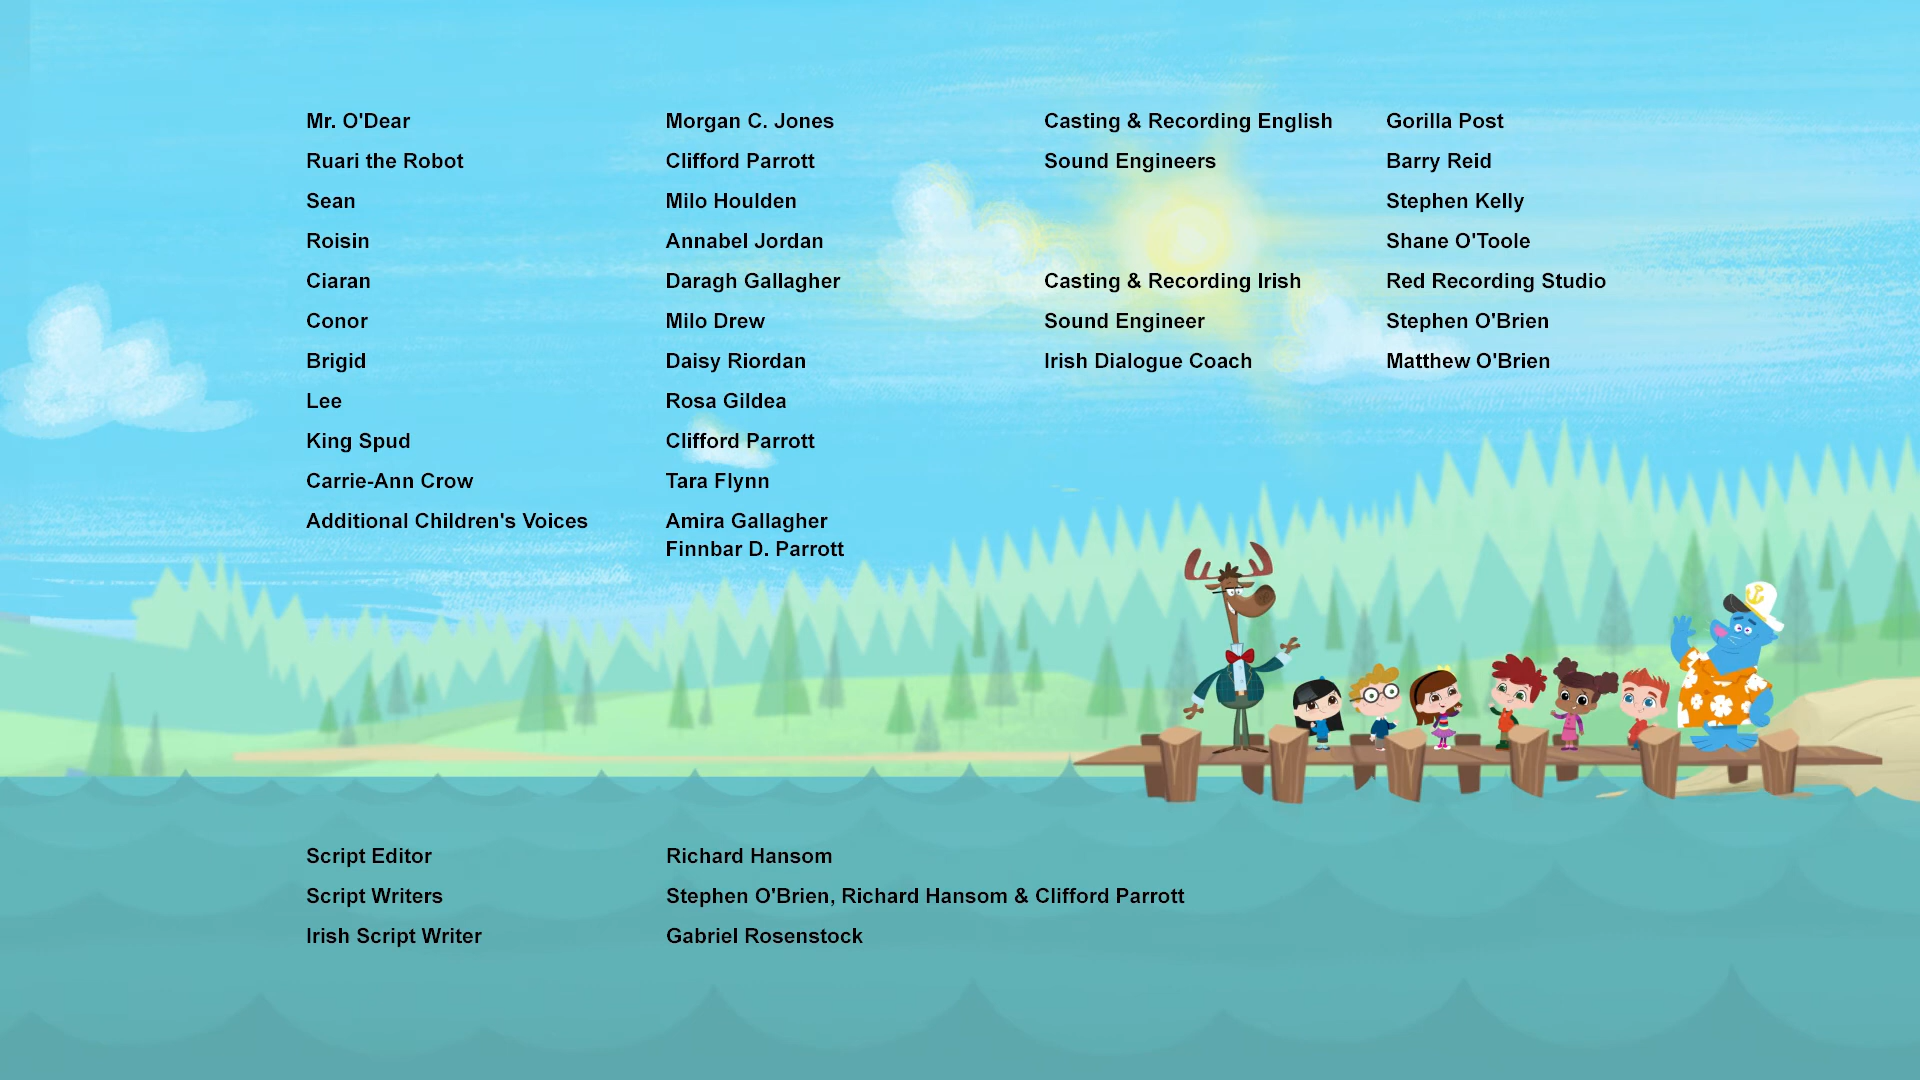 Mr. O'Dear Morgan C. Jones
Ruari the Robot Clifford Parrott
Sean Milo Houlden
Roisin Annabel Jordan
Ciaran Daragh Gallagher
Conor Milo Drew
Brigid Daisy Riordan
Lee Rosa Gildea
King Spud Clifford Parrott
Carrie-Ann Crow Tara Flynn
Additional Children's Voices Amira Gallagher
Finnbar D. Parrott
Casting & Recording English Gorilla Post
Sound Engineers Barry Reid
Stephen Kelly
Shane O'Toole
Casting & Recording Irish Red Recording Studio
Sound Engineer Stephen O'Brien
Irish Dialogue Coach Matthew O'Brien
Script Editor Richard Hansom
Script Writers Stephen O'Brien, Richard Hansom & Clifford Parrott
Irish Script Writer Gabriel Rosenstock